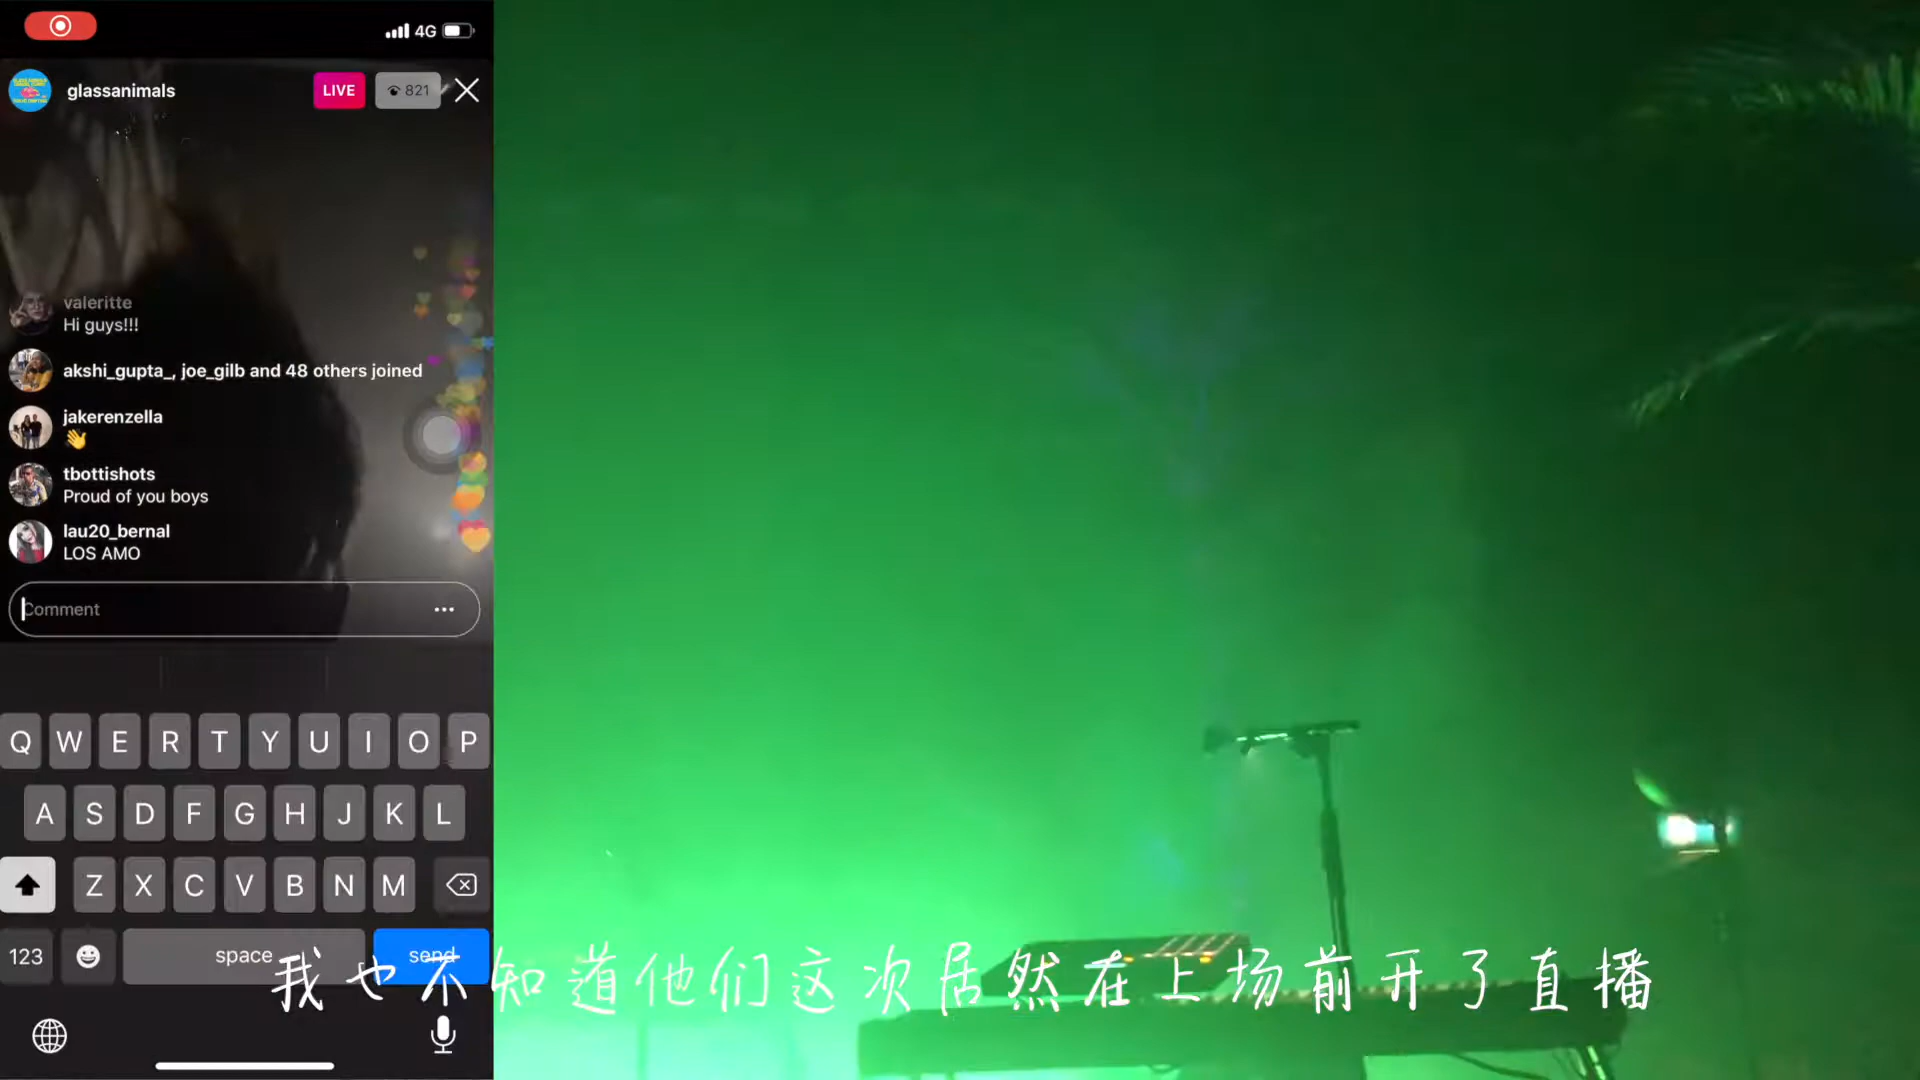 4G
glassanimals
LIVE
821
valeritte
Hi guys!!!
akshi_gupta_, joe_gilb and 48 others joined
jakerenzella
👋
tbottishots
Proud of you boys
lau20_bernal
LOS AMO
Comment
Q W E R T Y U I O P
A S D F G H J K L
Z X C V B N M
123 space send
我也不知道他们这次居然在上场前开了直播